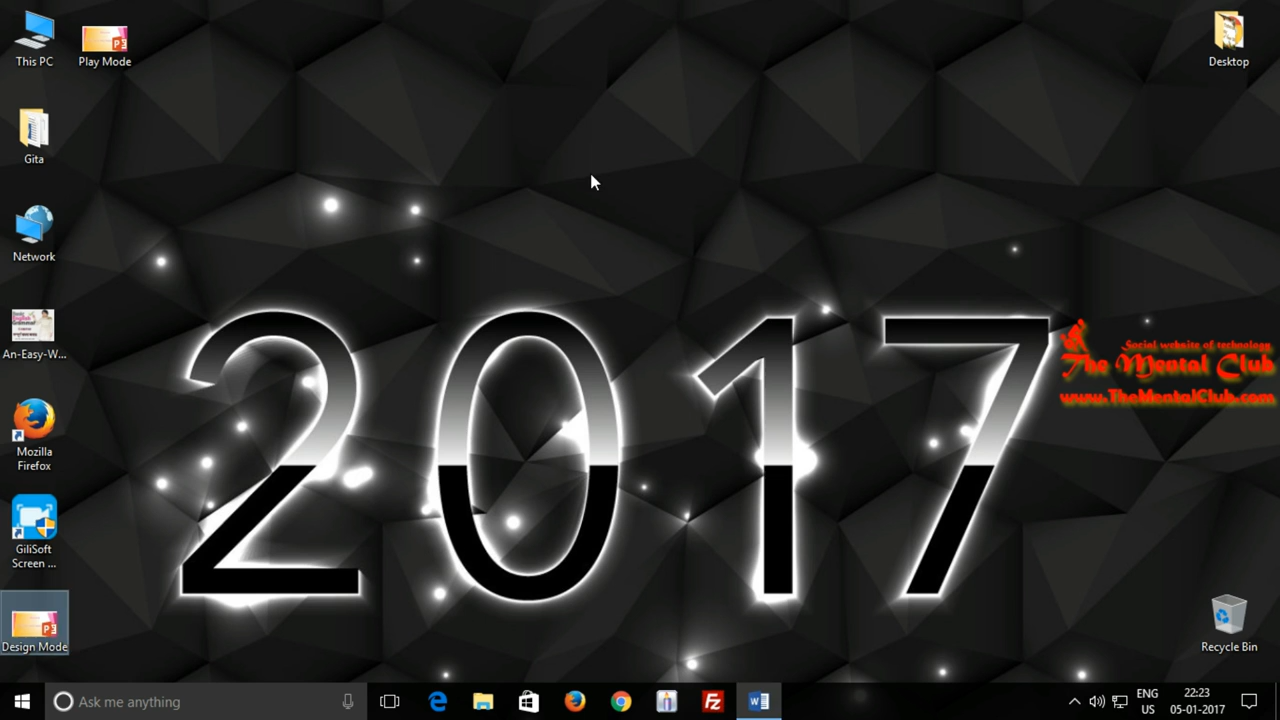 This PC
Play Mode
Desktop
Gita
Network
An-Easy-W...
Mozilla
Firefox
GiliSoft
Screen ...
Design Mode
Recycle Bin
2017
Social website of technology
The Mental Club
www.TheMentalClub.com
Ask me anything
ENG
US
22:23
05-01-2017